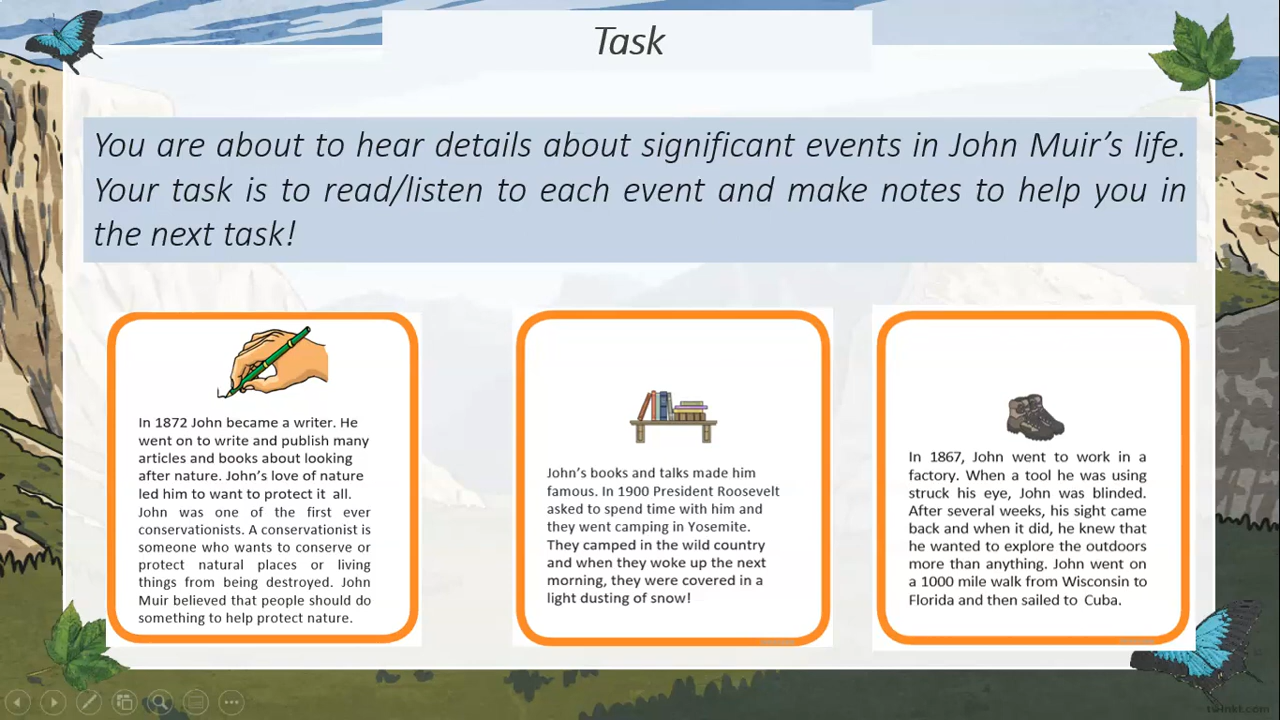 Task
You are about to hear details about significant events in John Muir’s life.
Your task is to read/listen to each event and make notes to help you in
the next task!
In 1872 John became a writer. He
went on to write and publish many
articles and books about looking
after nature. John’s love of nature
led him to want to protect it all.
John was one of the first ever
conservationists. A conservationist is
someone who wants to conserve or
protect natural places or living
things from being destroyed. John
Muir believed that people should do
something to help protect nature.
John’s books and talks made him
famous. In 1900 President Roosevelt
asked to spend time with him and
they went camping in Yosemite.
They camped in the wild country
and when they woke up the next
morning, they were covered in a
light dusting of snow!
In 1867, John went to work in a
factory. When a tool he was using
struck his eye, John was blinded.
After several weeks, his sight came
back and when it did, he knew that
he wanted to explore the outdoors
more than anything. John went on
a 1000 mile walk from Wisconsin to
Florida and then sailed to Cuba.
twinkl.com